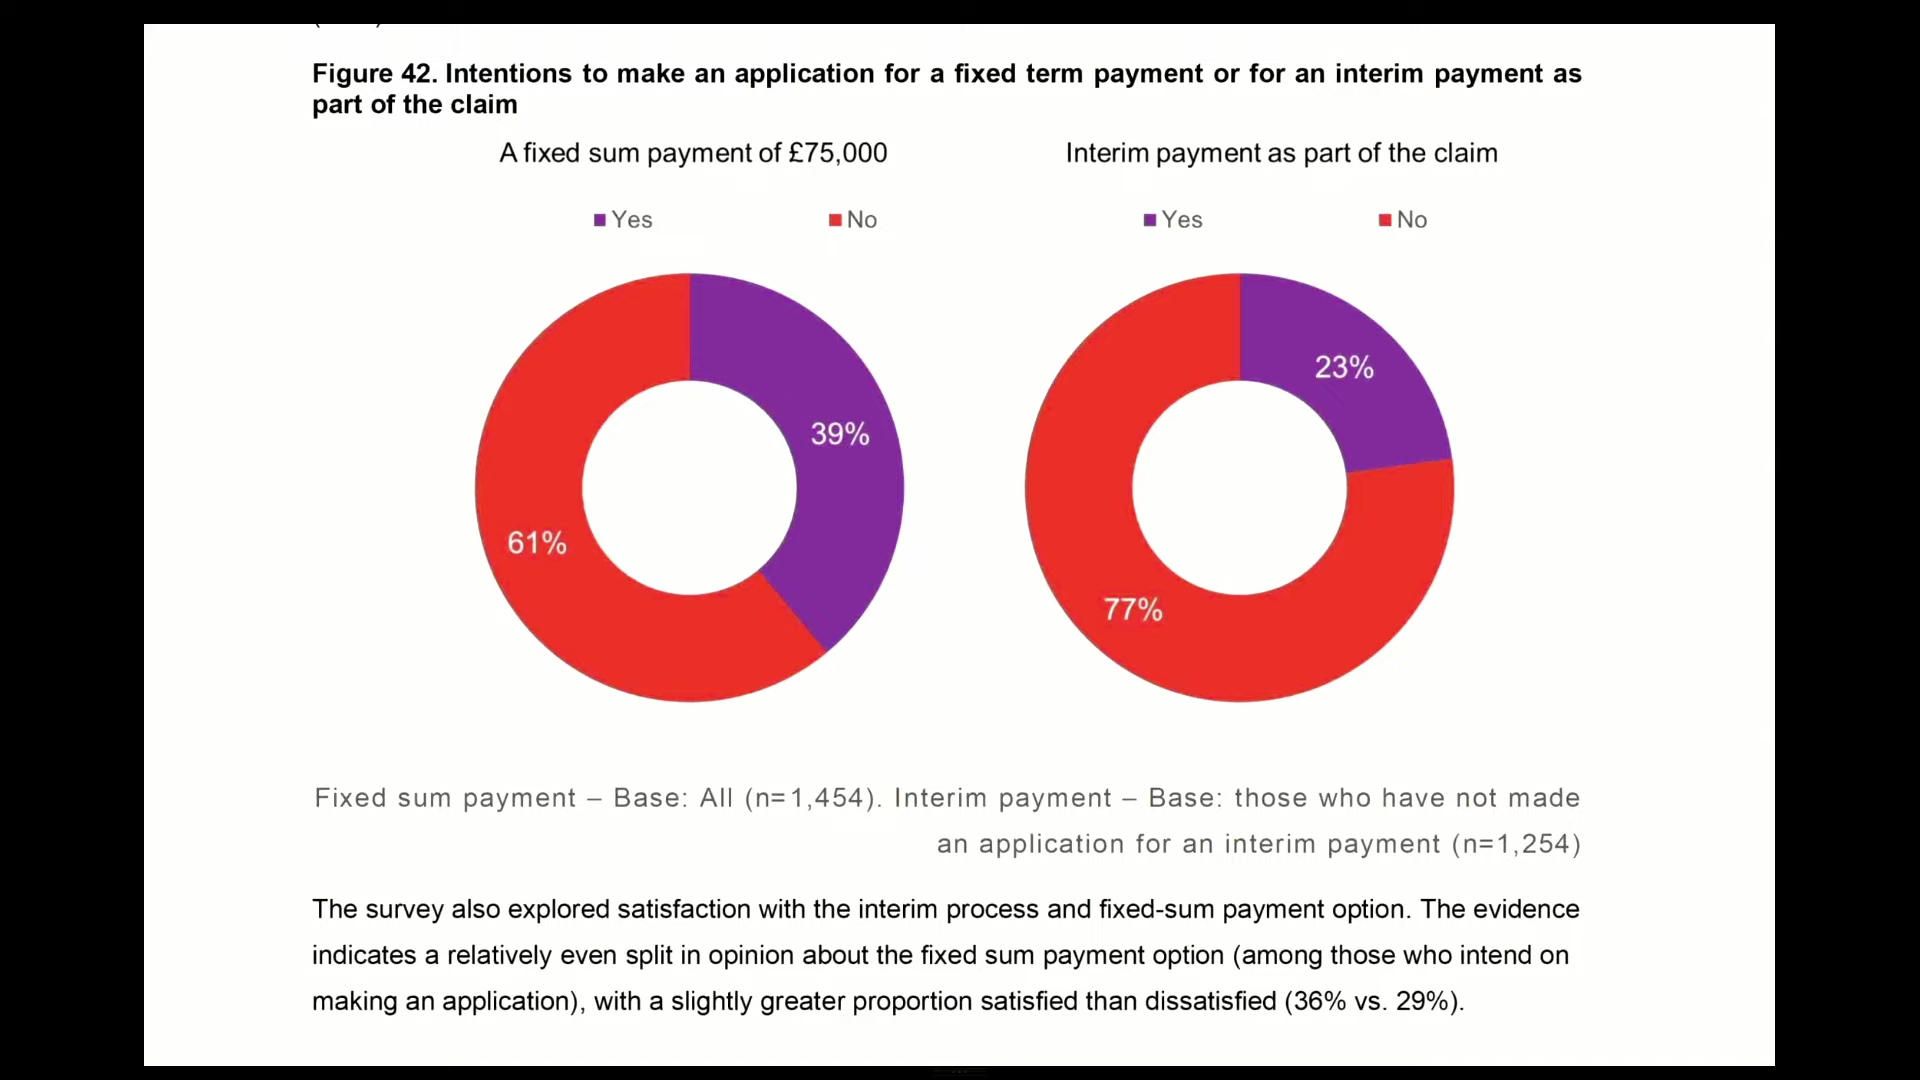 Figure 42. Intentions to make an application for a fixed term payment or for an interim payment as
part of the claim
A fixed sum payment of £75,000
Yes
No
39%
61%
Interim payment as part of the claim
Yes
No
23%
77%
Fixed sum payment – Base: All (n=1,454). Interim payment – Base: those who have not made
an application for an interim payment (n=1,254)
The survey also explored satisfaction with the interim process and fixed-sum payment option. The evidence
indicates a relatively even split in opinion about the fixed sum payment option (among those who intend on
making an application), with a slightly greater proportion satisfied than dissatisfied (36% vs. 29%).